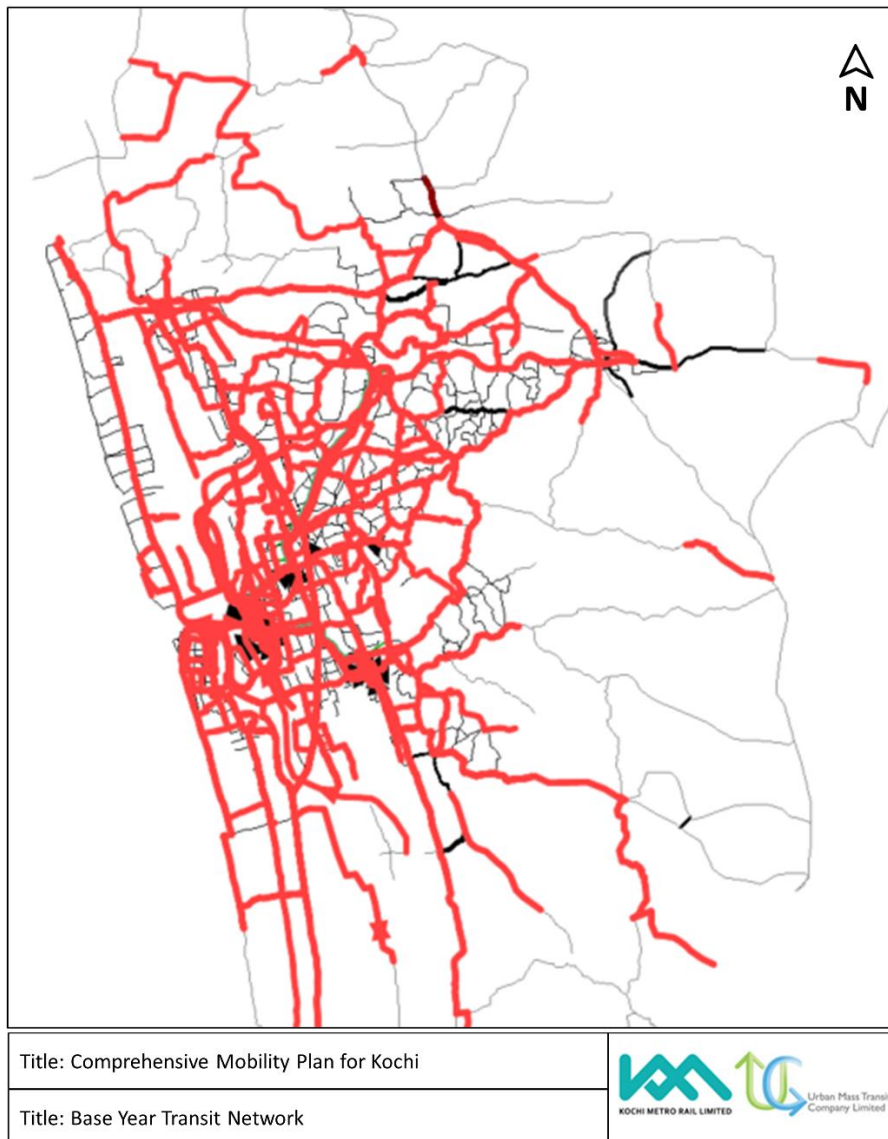 N
Title: Comprehensive Mobility Plan for Kochi
Title: Base Year Transit Network
KOCHI METRO RAIL LIMITED
Urban Mass Transit
Company Limited